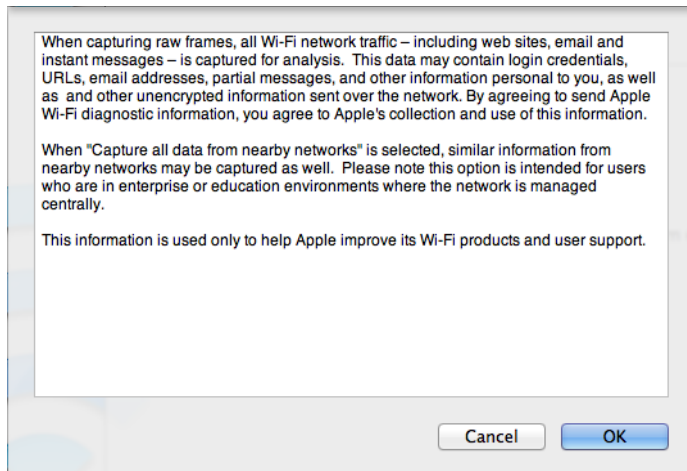 When capturing raw frames, all Wi-Fi network traffic – including web sites, email and
instant messages – is captured for analysis.  This data may contain login credentials,
URLs, email addresses, partial messages, and other information personal to you, as well
as  and other unencrypted information sent over the network. By agreeing to send Apple
Wi-Fi diagnostic information, you agree to Apple's collection and use of this information.
When "Capture all data from nearby networks" is selected, similar information from
nearby networks may be captured as well.  Please note this option is intended for users
who are in enterprise or education environments where the network is managed
centrally.
This information is used only to help Apple improve its Wi-Fi products and user support.
Cancel
OK